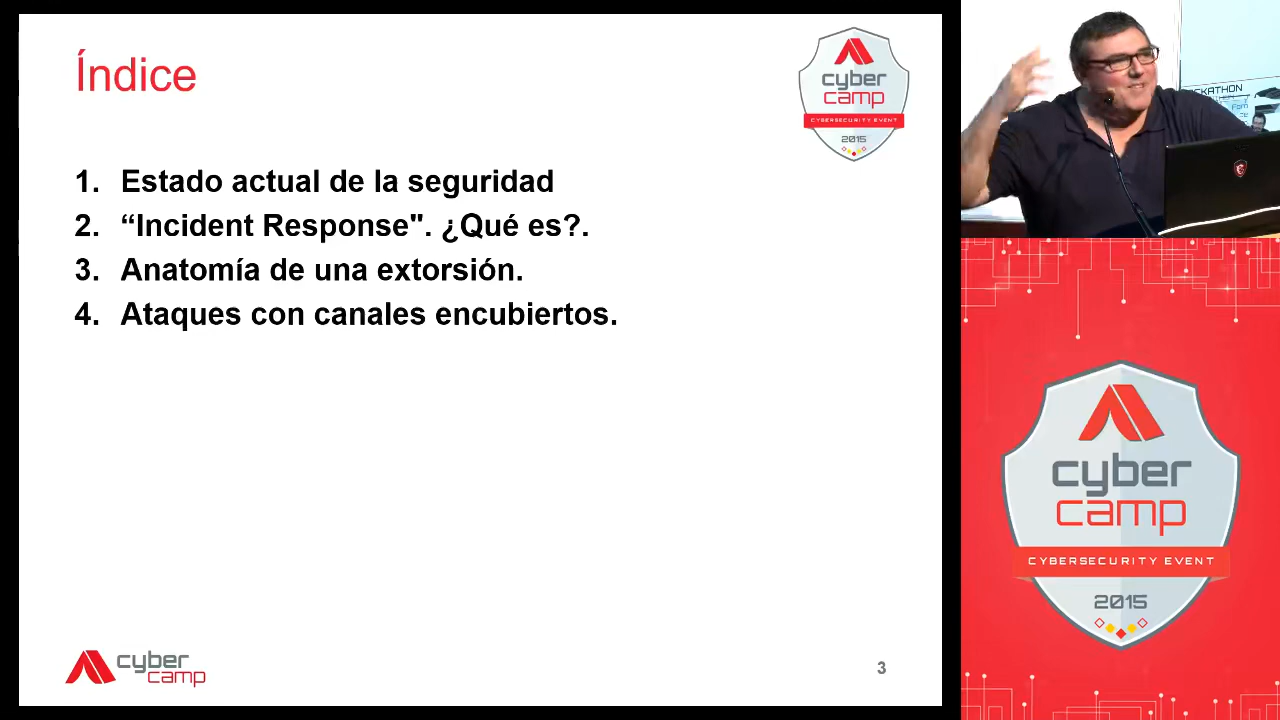 Índice
cyber
camp
CYBERSECURITY EVENT
2015
1. Estado actual de la seguridad
2. “Incident Response". ¿Qué es?.
3. Anatomía de una extorsión.
4. Ataques con canales encubiertos.
cyber
camp
3
cyber
camp
CYBERSECURITY EVENT
2015